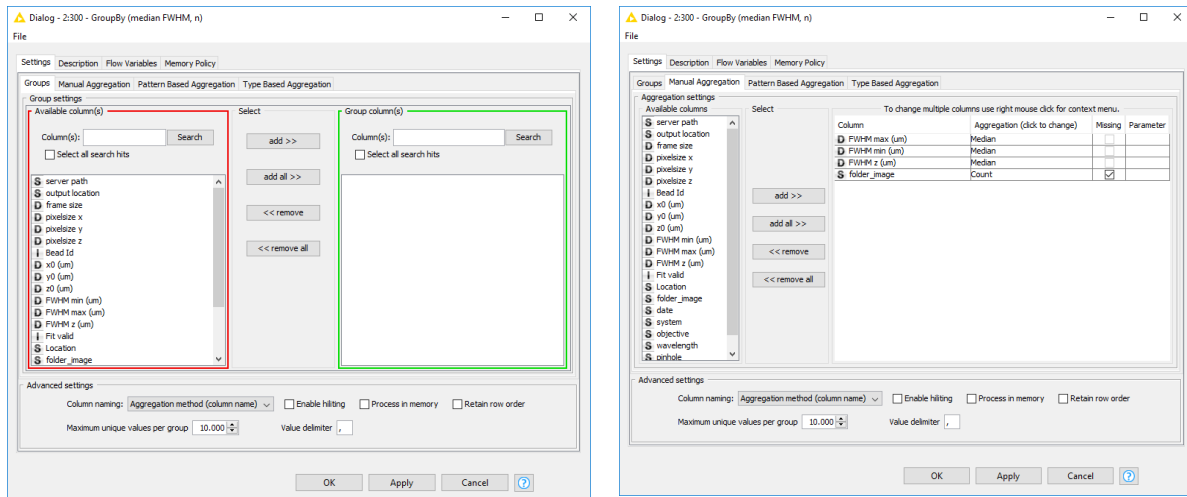 Dialog - 2:300 - GroupBy (median FWHM, n)
File
Settings Description Flow Variables Memory Policy
Groups Manual Aggregation Pattern Based Aggregation Type Based Aggregation
Group settings
Available column(s)
Column(s): Search
Select all search hits
S server path
S output location
D frame size
D pixelsize x
D pixelsize y
D pixelsize z
I Bead Id
D x0 (um)
D y0 (um)
D z0 (um)
D FWHM min (um)
D FWHM max (um)
D FWHM z (um)
I Fit valid
S Location
S folder_image
Select
add >>
add all >>
<< remove
<< remove all
Group column(s)
Column(s): Search
Select all search hits
Advanced settings
Column naming: Aggregation method (column name) Enable hiliting Process in memory Retain row order
Maximum unique values per group 10.000 Value delimiter ,
OK Apply Cancel ?
Dialog - 2:300 - GroupBy (median FWHM, n)
File
Settings Description Flow Variables Memory Policy
Groups Manual Aggregation Pattern Based Aggregation Type Based Aggregation
Aggregation settings
Available columns
S server path
S output location
D frame size
D pixelsize x
D pixelsize y
D pixelsize z
I Bead Id
D x0 (um)
D y0 (um)
D z0 (um)
D FWHM min (um)
D FWHM max (um)
D FWHM z (um)
I Fit valid
S Location
S folder_image
S date
S system
S objective
S wavelength
S pinhole
Select
add >>
add all >>
<< remove
<< remove all
To change multiple columns use right mouse click for context menu.
Column Aggregation (click to change) Missing Parameter
D FWHM max (um) Median
D FWHM min (um) Median
D FWHM z (um) Median
S folder_image Count
Advanced settings
Column naming: Aggregation method (column name) Enable hiliting Process in memory Retain row order
Maximum unique values per group 10.000 Value delimiter ,
OK Apply Cancel ?